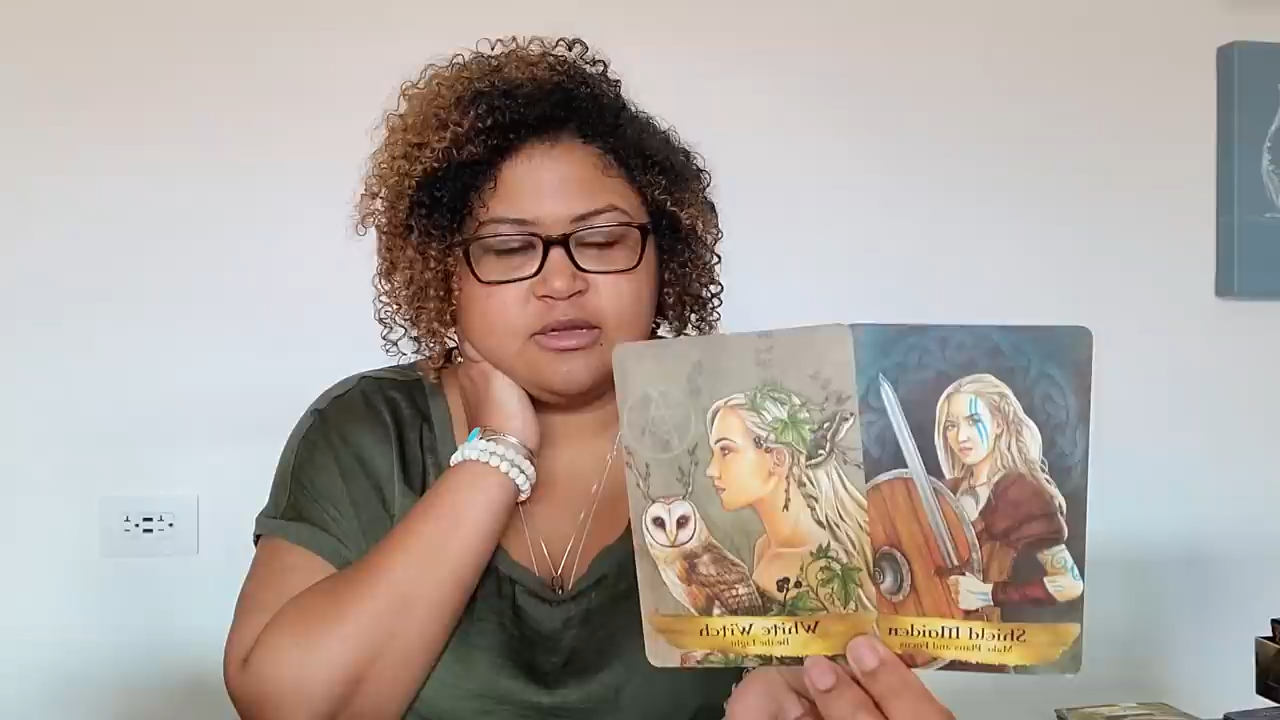 White Witch
Be the Light
Shield Maiden
Make Plans and Focus